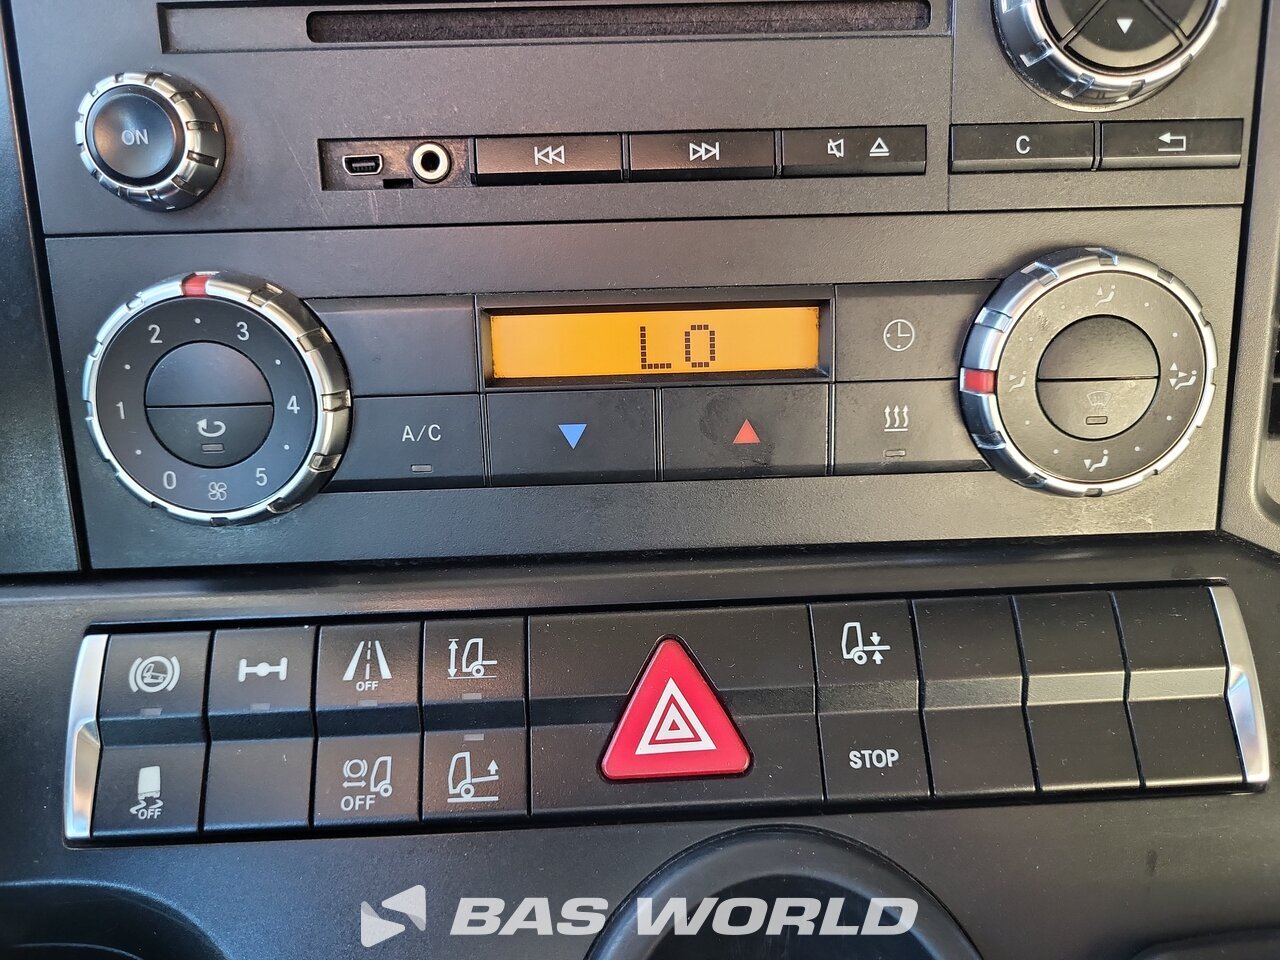 ON
C
2 3
1 4
0 5
LO
A/C
OFF
OFF
OFF
STOP
BAS WORLD